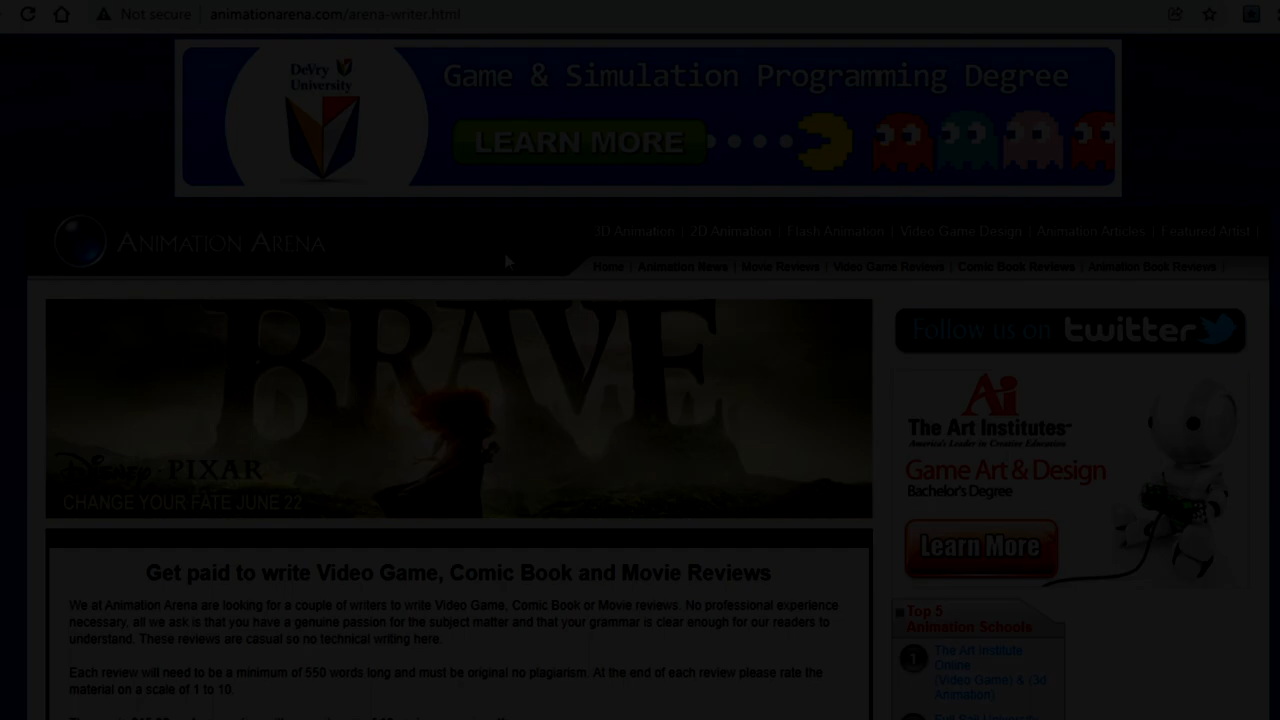 Not secure
animationarena.com/arena-writer.html
DeVry
University
Game & Simulation Programming Degree
LEARN MORE
ANIMATION ARENA
3D Animation | 2D Animation | Flash Animation | Video Game Design | Animation Articles | Featured Artist |
Home | Animation News | Movie Reviews | Video Game Reviews | Comic Book Reviews | Animation Book Reviews |
BRAVE
Disney PIXAR
CHANGE YOUR FATE JUNE 22
Follow us on twitter
Ai
The Art Institutes
America's Leader in Creative Education
Game Art & Design
Bachelor's Degree
Learn More
Get paid to write Video Game, Comic Book and Movie Reviews
We at Animation Arena are looking for a couple of writers to write Video Game, Comic Book or Movie reviews. No professional experience
necessary, all we ask is that you have a genuine passion for the subject matter and that your grammar is clear enough for our readers to
understand. These reviews are casual so no technical writing here.
Each review will need to be a minimum of 550 words long and must be original no plagiarism. At the end of each review please rate the
material on a scale of 1 to 10.
Top 5
Animation Schools
1
The Art Institute
Online
(Video Game) & (3d
Animation)